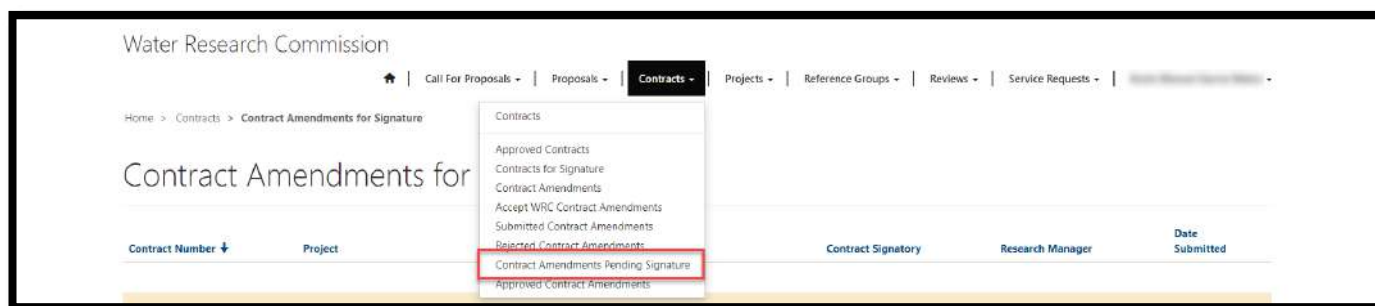 Water Research Commission
Call For Proposals | Proposals | Contracts | Projects | Reference Groups | Reviews | Service Requests |
Home > Contracts > Contract Amendments for Signature
Contracts
Approved Contracts
Contracts for Signature
Contract Amendments
Accept WRC Contract Amendments
Submitted Contract Amendments
Rejected Contract Amendments
Contract Amendments Pending Signature
Approved Contract Amendments
Contract Amendments for
Contract Number Project Contract Signatory Research Manager Date Submitted